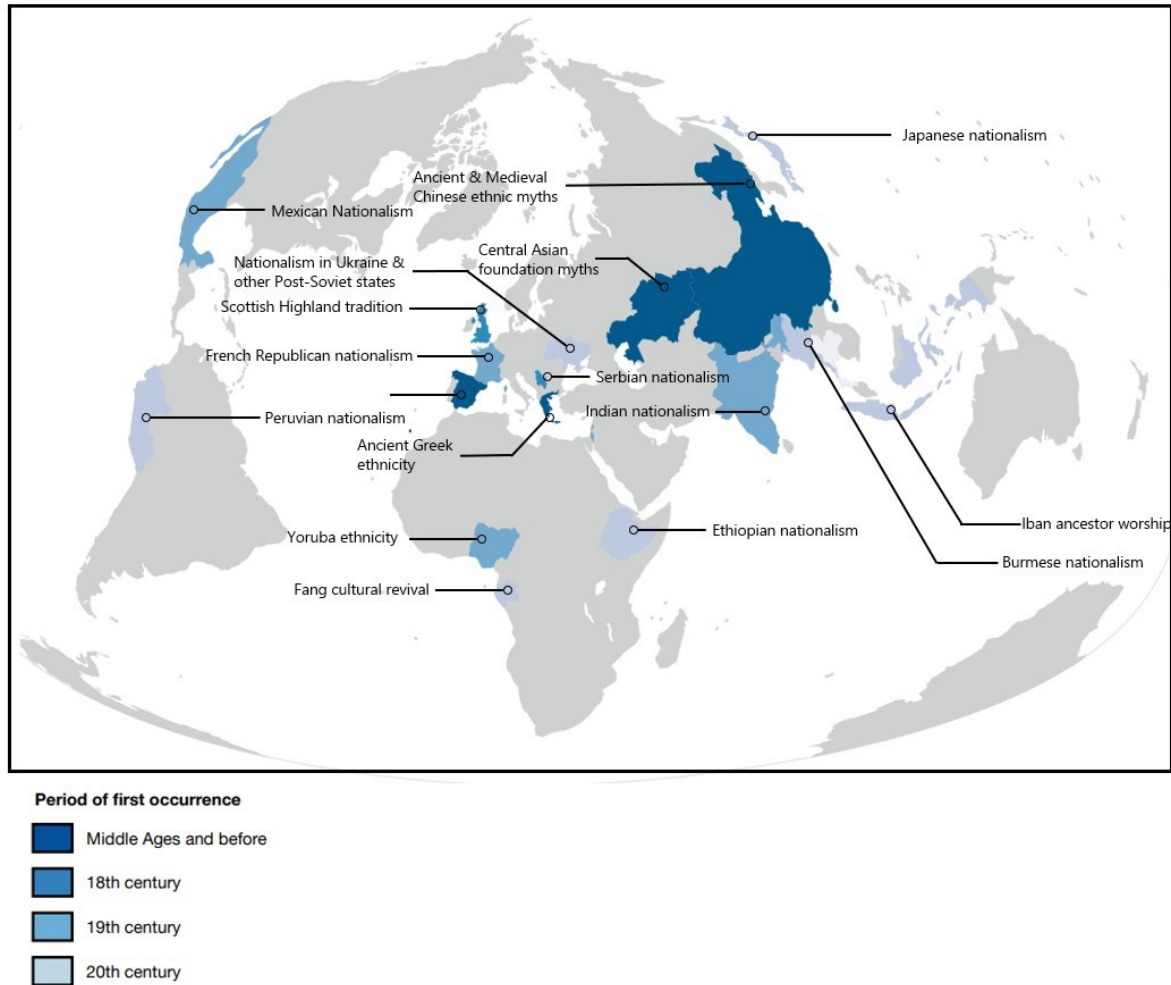 Japanese nationalism
Ancient & Medieval
Chinese ethnic myths
Mexican Nationalism
Central Asian
foundation myths
Nationalism in Ukraine &
other Post-Soviet states
Scottish Highland tradition
French Republican nationalism
Serbian nationalism
Peruvian nationalism
Indian nationalism
Ancient Greek
ethnicity
Iban ancestor worship
Yoruba ethnicity
Ethiopian nationalism
Burmese nationalism
Fang cultural revival
Period of first occurrence
Middle Ages and before
18th century
19th century
20th century